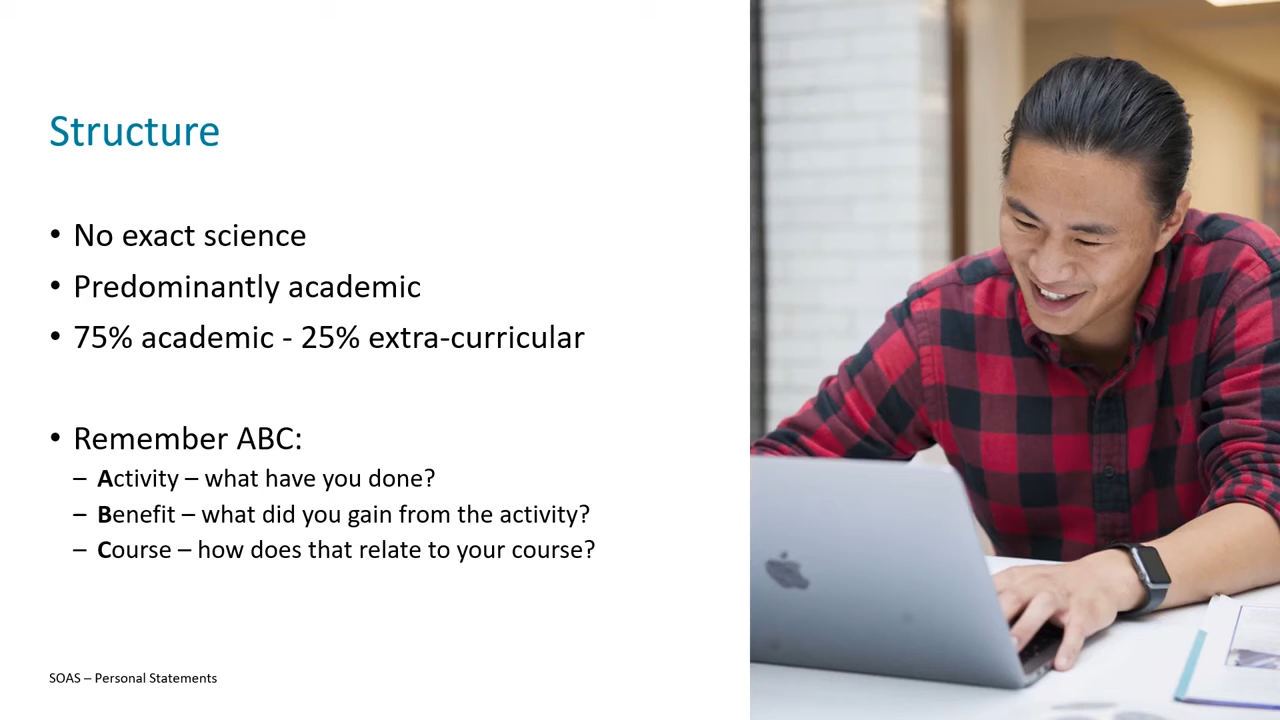 Structure
• No exact science
• Predominantly academic
• 75% academic - 25% extra-curricular
• Remember ABC:
– Activity – what have you done?
– Benefit – what did you gain from the activity?
– Course – how does that relate to your course?
SOAS – Personal Statements